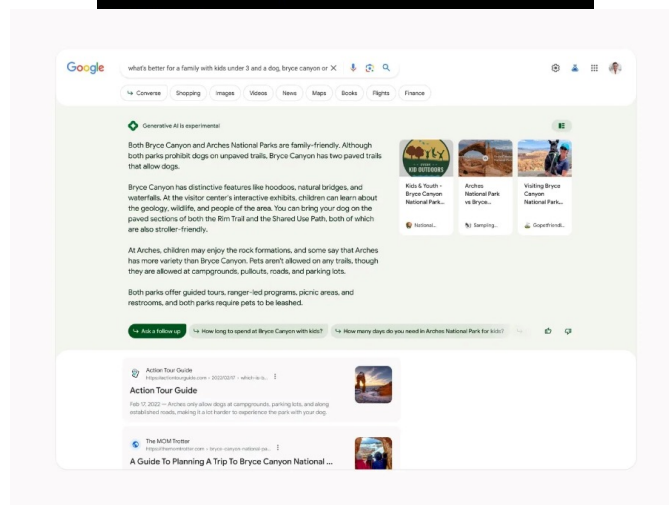 Google
what's better for a family with kids under 3 and a dog, bryce canyon or
Converse
Shopping
Images
Videos
News
Maps
Books
Flights
Finance
Generative AI is experimental
Both Bryce Canyon and Arches National Parks are family-friendly. Although
both parks prohibit dogs on unpaved trails, Bryce Canyon has two paved trails
that allow dogs.
Bryce Canyon has distinctive features like hoodoos, natural bridges, and
waterfalls. At the visitor center's interactive exhibits, children can learn about
the geology, wildlife, and people of the area. You can bring your dog on the
paved sections of both the Rim Trail and the Shared Use Path, both of which
are also stroller-friendly.
At Arches, children may enjoy the rock formations, and some say that Arches
has more variety than Bryce Canyon. Pets aren't allowed on any trails, though
they are allowed at campgrounds, pullouts, roads, and parking lots.
Both parks offer guided tours, ranger-led programs, picnic areas, and
restrooms, and both parks require pets to be leashed.
KID OUTDOORS
Kids & Youth -
Bryce Canyon
National Park...
National...
Arches
National Park
vs Bryce...
Sampling...
Visiting Bryce
Canyon
National Park...
Gopetfriendl...
Ask a follow up
How long to spend at Bryce Canyon with kids?
How many days do you need in Arches National Park for kids?
Action Tour Guide
Action Tour Guide
Feb 17, 2022 — Arches only allow dogs at campgrounds, parking lots, and along
established roads, making it a lot harder to experience the park with your dog.
The MOM Trotter
A Guide To Planning A Trip To Bryce Canyon National ...